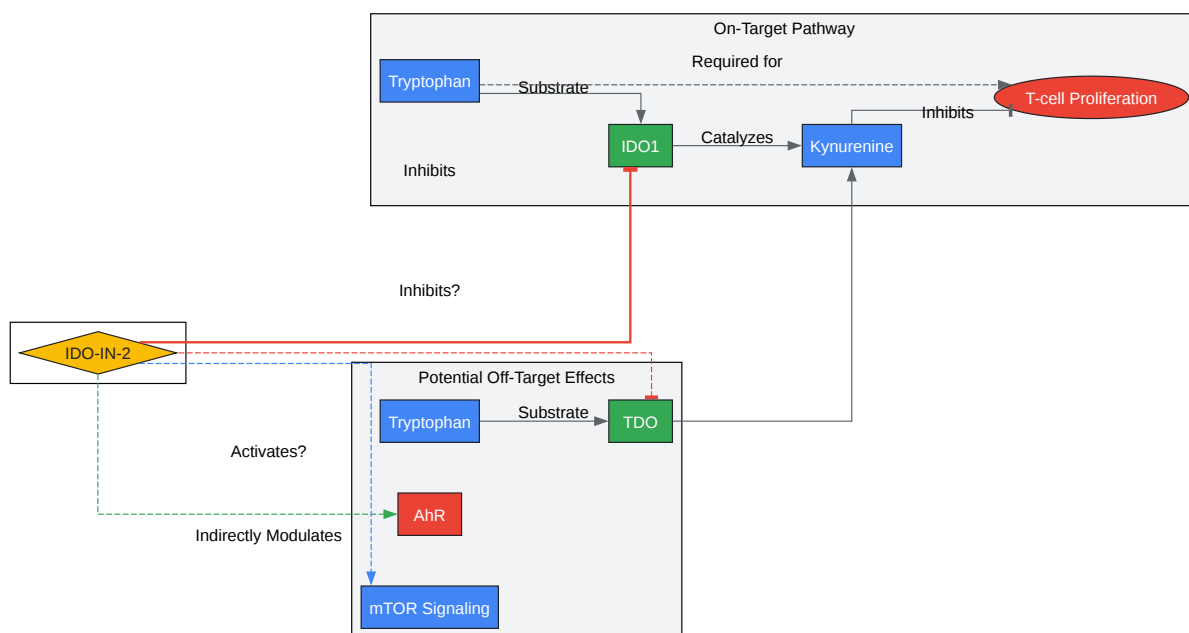 On-Target Pathway
Required for
Tryptophan
Substrate
T-cell Proliferation
Inhibits
IDO1
Catalyzes
Kynurenine
Inhibits
Inhibits?
IDO-IN-2
Potential Off-Target Effects
Tryptophan
Substrate
TDO
Activates?
AhR
Indirectly Modulates
mTOR Signaling